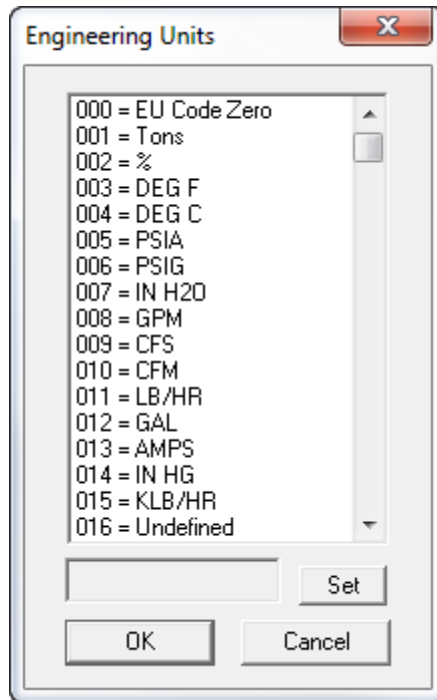 Engineering Units
000 = EU Code Zero
001 = Tons
002 = %
003 = DEG F
004 = DEG C
005 = PSIA
006 = PSIG
007 = IN H2O
008 = GPM
009 = CFS
010 = CFM
011 = LB/HR
012 = GAL
013 = AMPS
014 = IN HG
015 = KLB/HR
016 = Undefined
Set
OK
Cancel